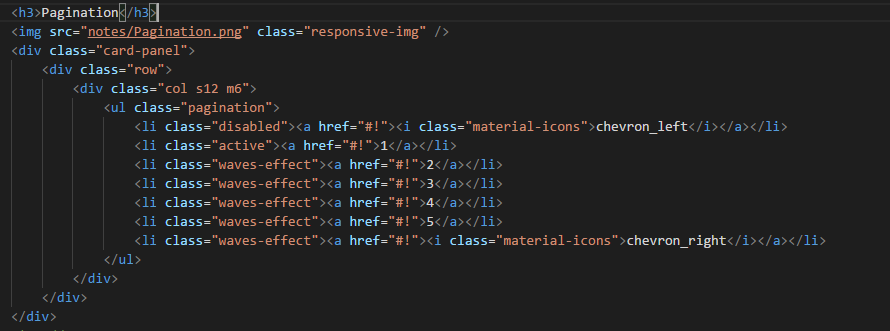 <h3>Pagination</h3>
<img src="notes/Pagination.png" class="responsive-img" />
<div class="card-panel">
    <div class="row">
        <div class="col s12 m6">
            <ul class="pagination">
                <li class="disabled"><a href="#!"><i class="material-icons">chevron_left</i></a></li>
                <li class="active"><a href="#!">1</a></li>
                <li class="waves-effect"><a href="#!">2</a></li>
                <li class="waves-effect"><a href="#!">3</a></li>
                <li class="waves-effect"><a href="#!">4</a></li>
                <li class="waves-effect"><a href="#!">5</a></li>
                <li class="waves-effect"><a href="#!"><i class="material-icons">chevron_right</i></a></li>
            </ul>
        </div>
    </div>
</div>